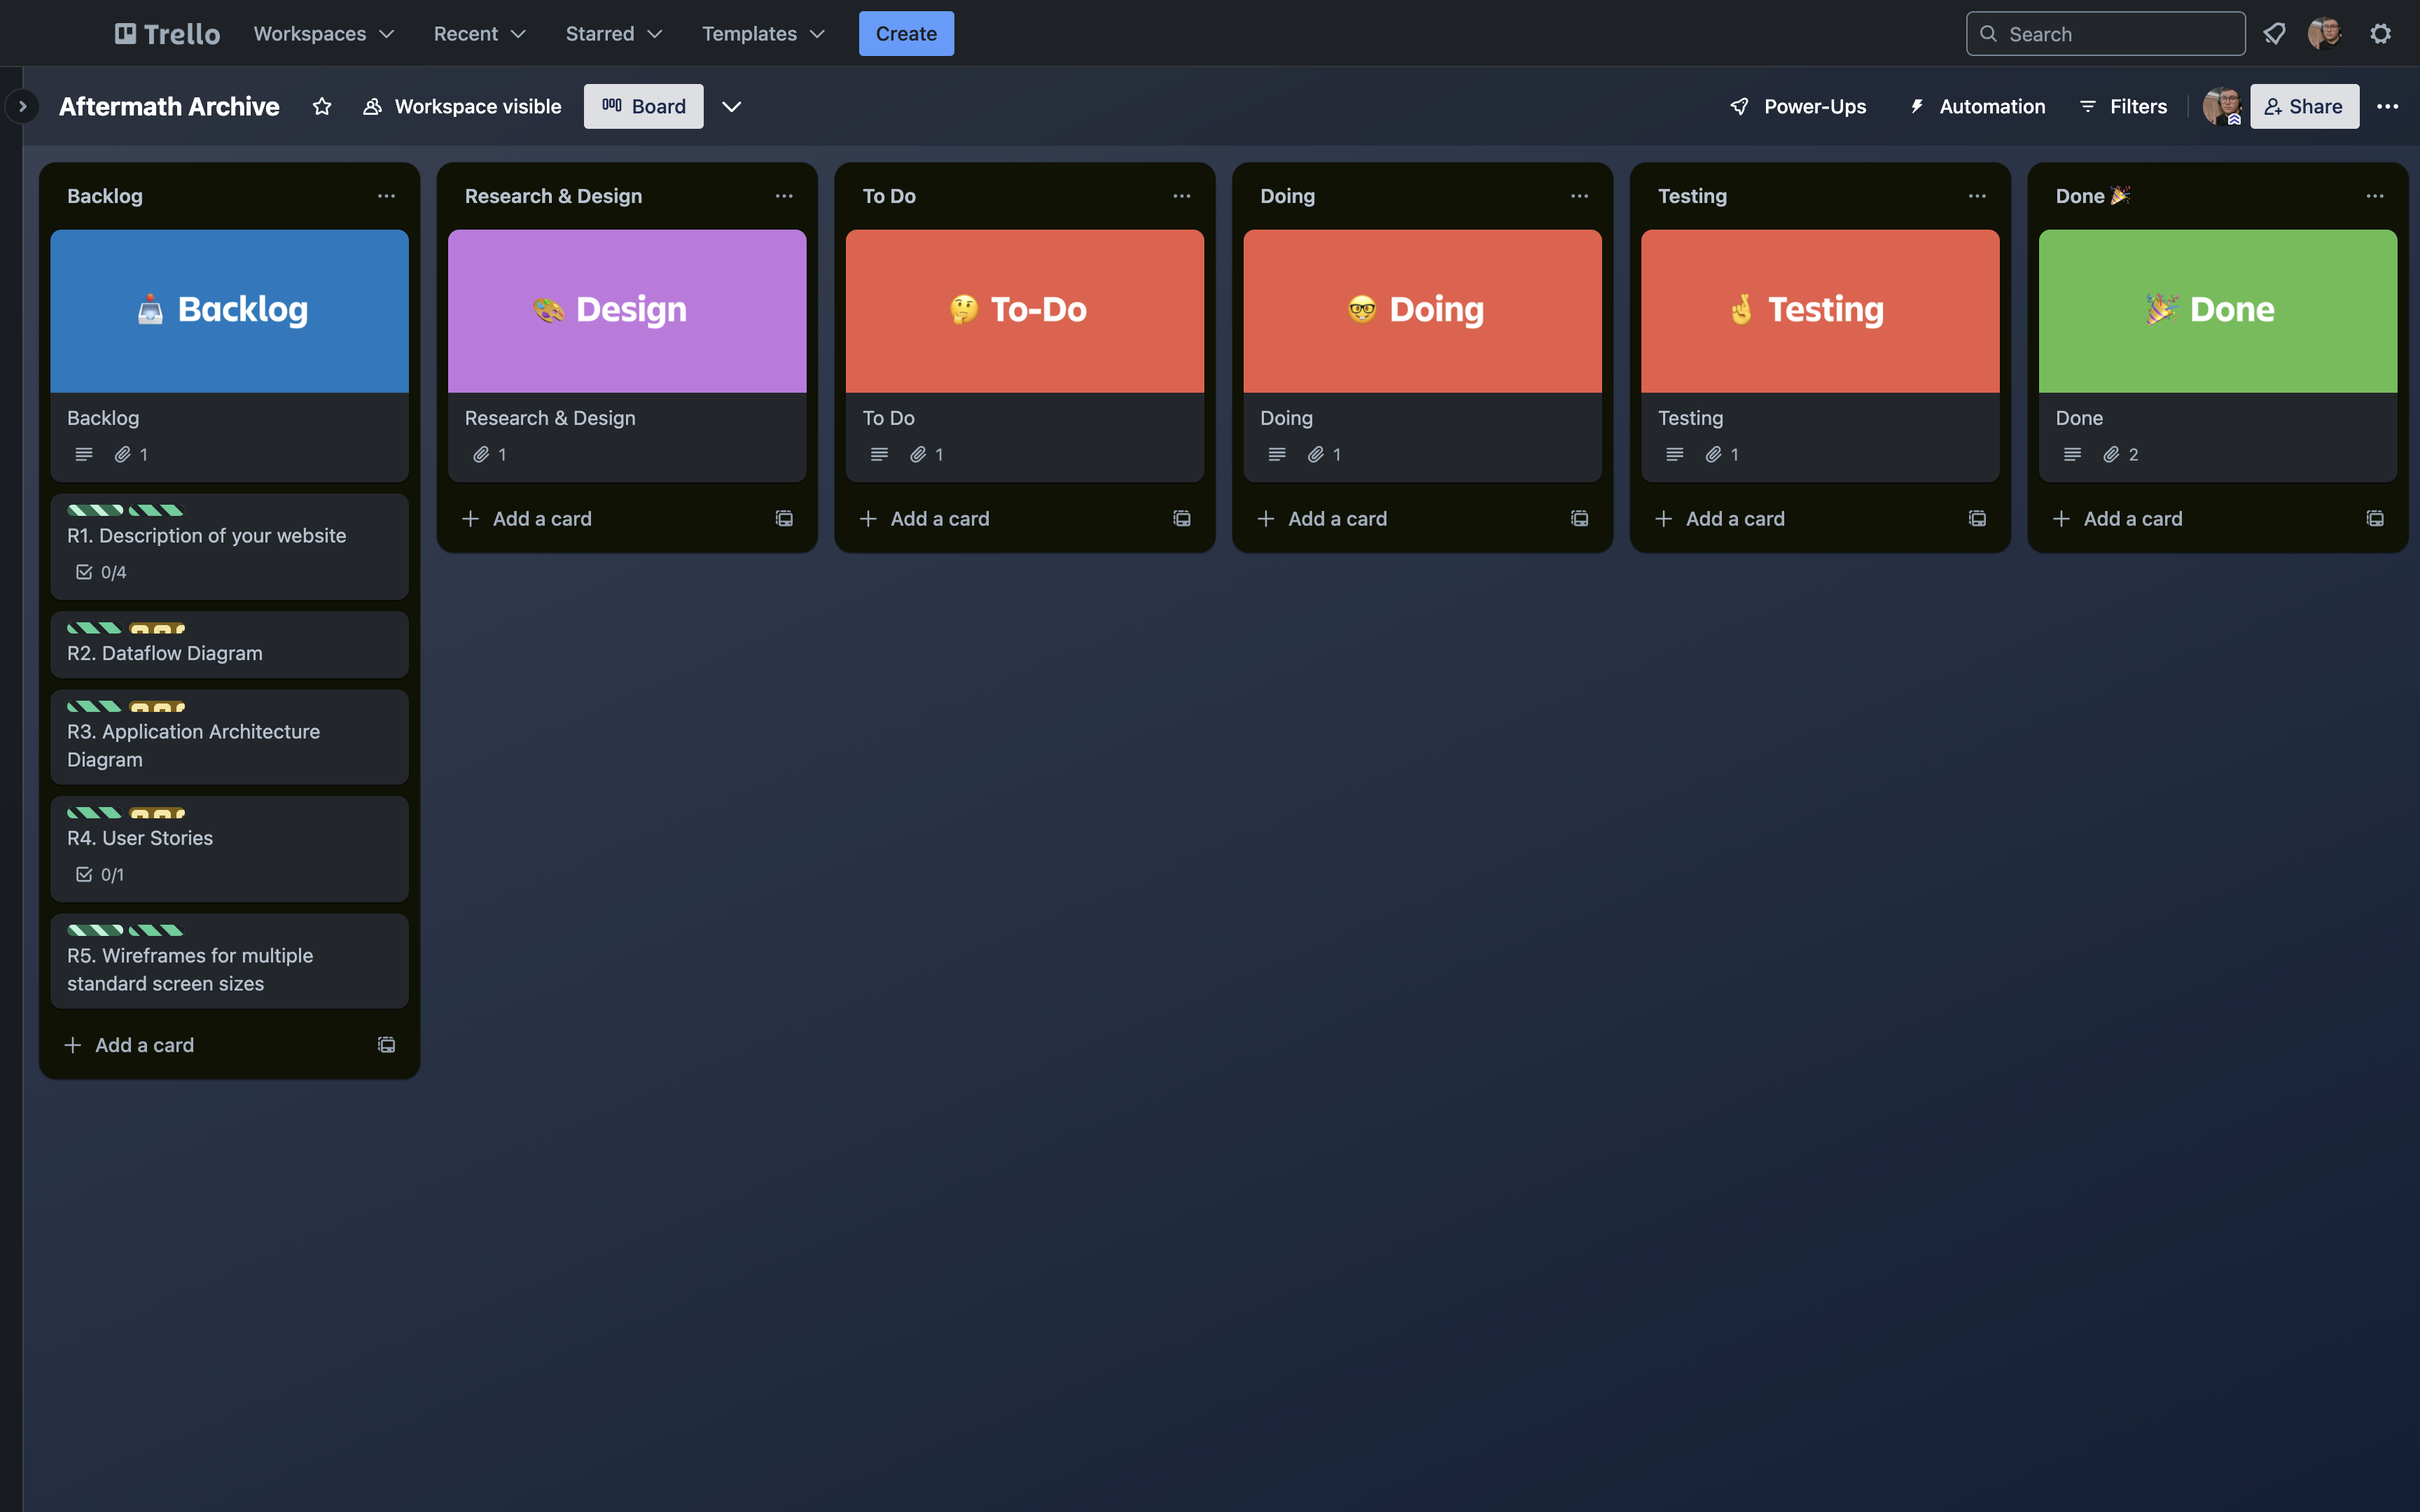 Trello
Workspaces
Recent
Starred
Templates
Create
Search
Aftermath Archive
Workspace visible
Board
Power-Ups
Automation
Filters
Share
Backlog
📥 Backlog
Backlog
1
R1. Description of your website
0/4
R2. Dataflow Diagram
R3. Application Architecture
Diagram
R4. User Stories
0/1
R5. Wireframes for multiple
standard screen sizes
+ Add a card
Research & Design
🎨 Design
Research & Design
1
+ Add a card
To Do
🤔 To-Do
To Do
1
+ Add a card
Doing
🤓 Doing
Doing
1
+ Add a card
Testing
🤞 Testing
Testing
1
+ Add a card
Done 🎉
🎉 Done
Done
2
+ Add a card